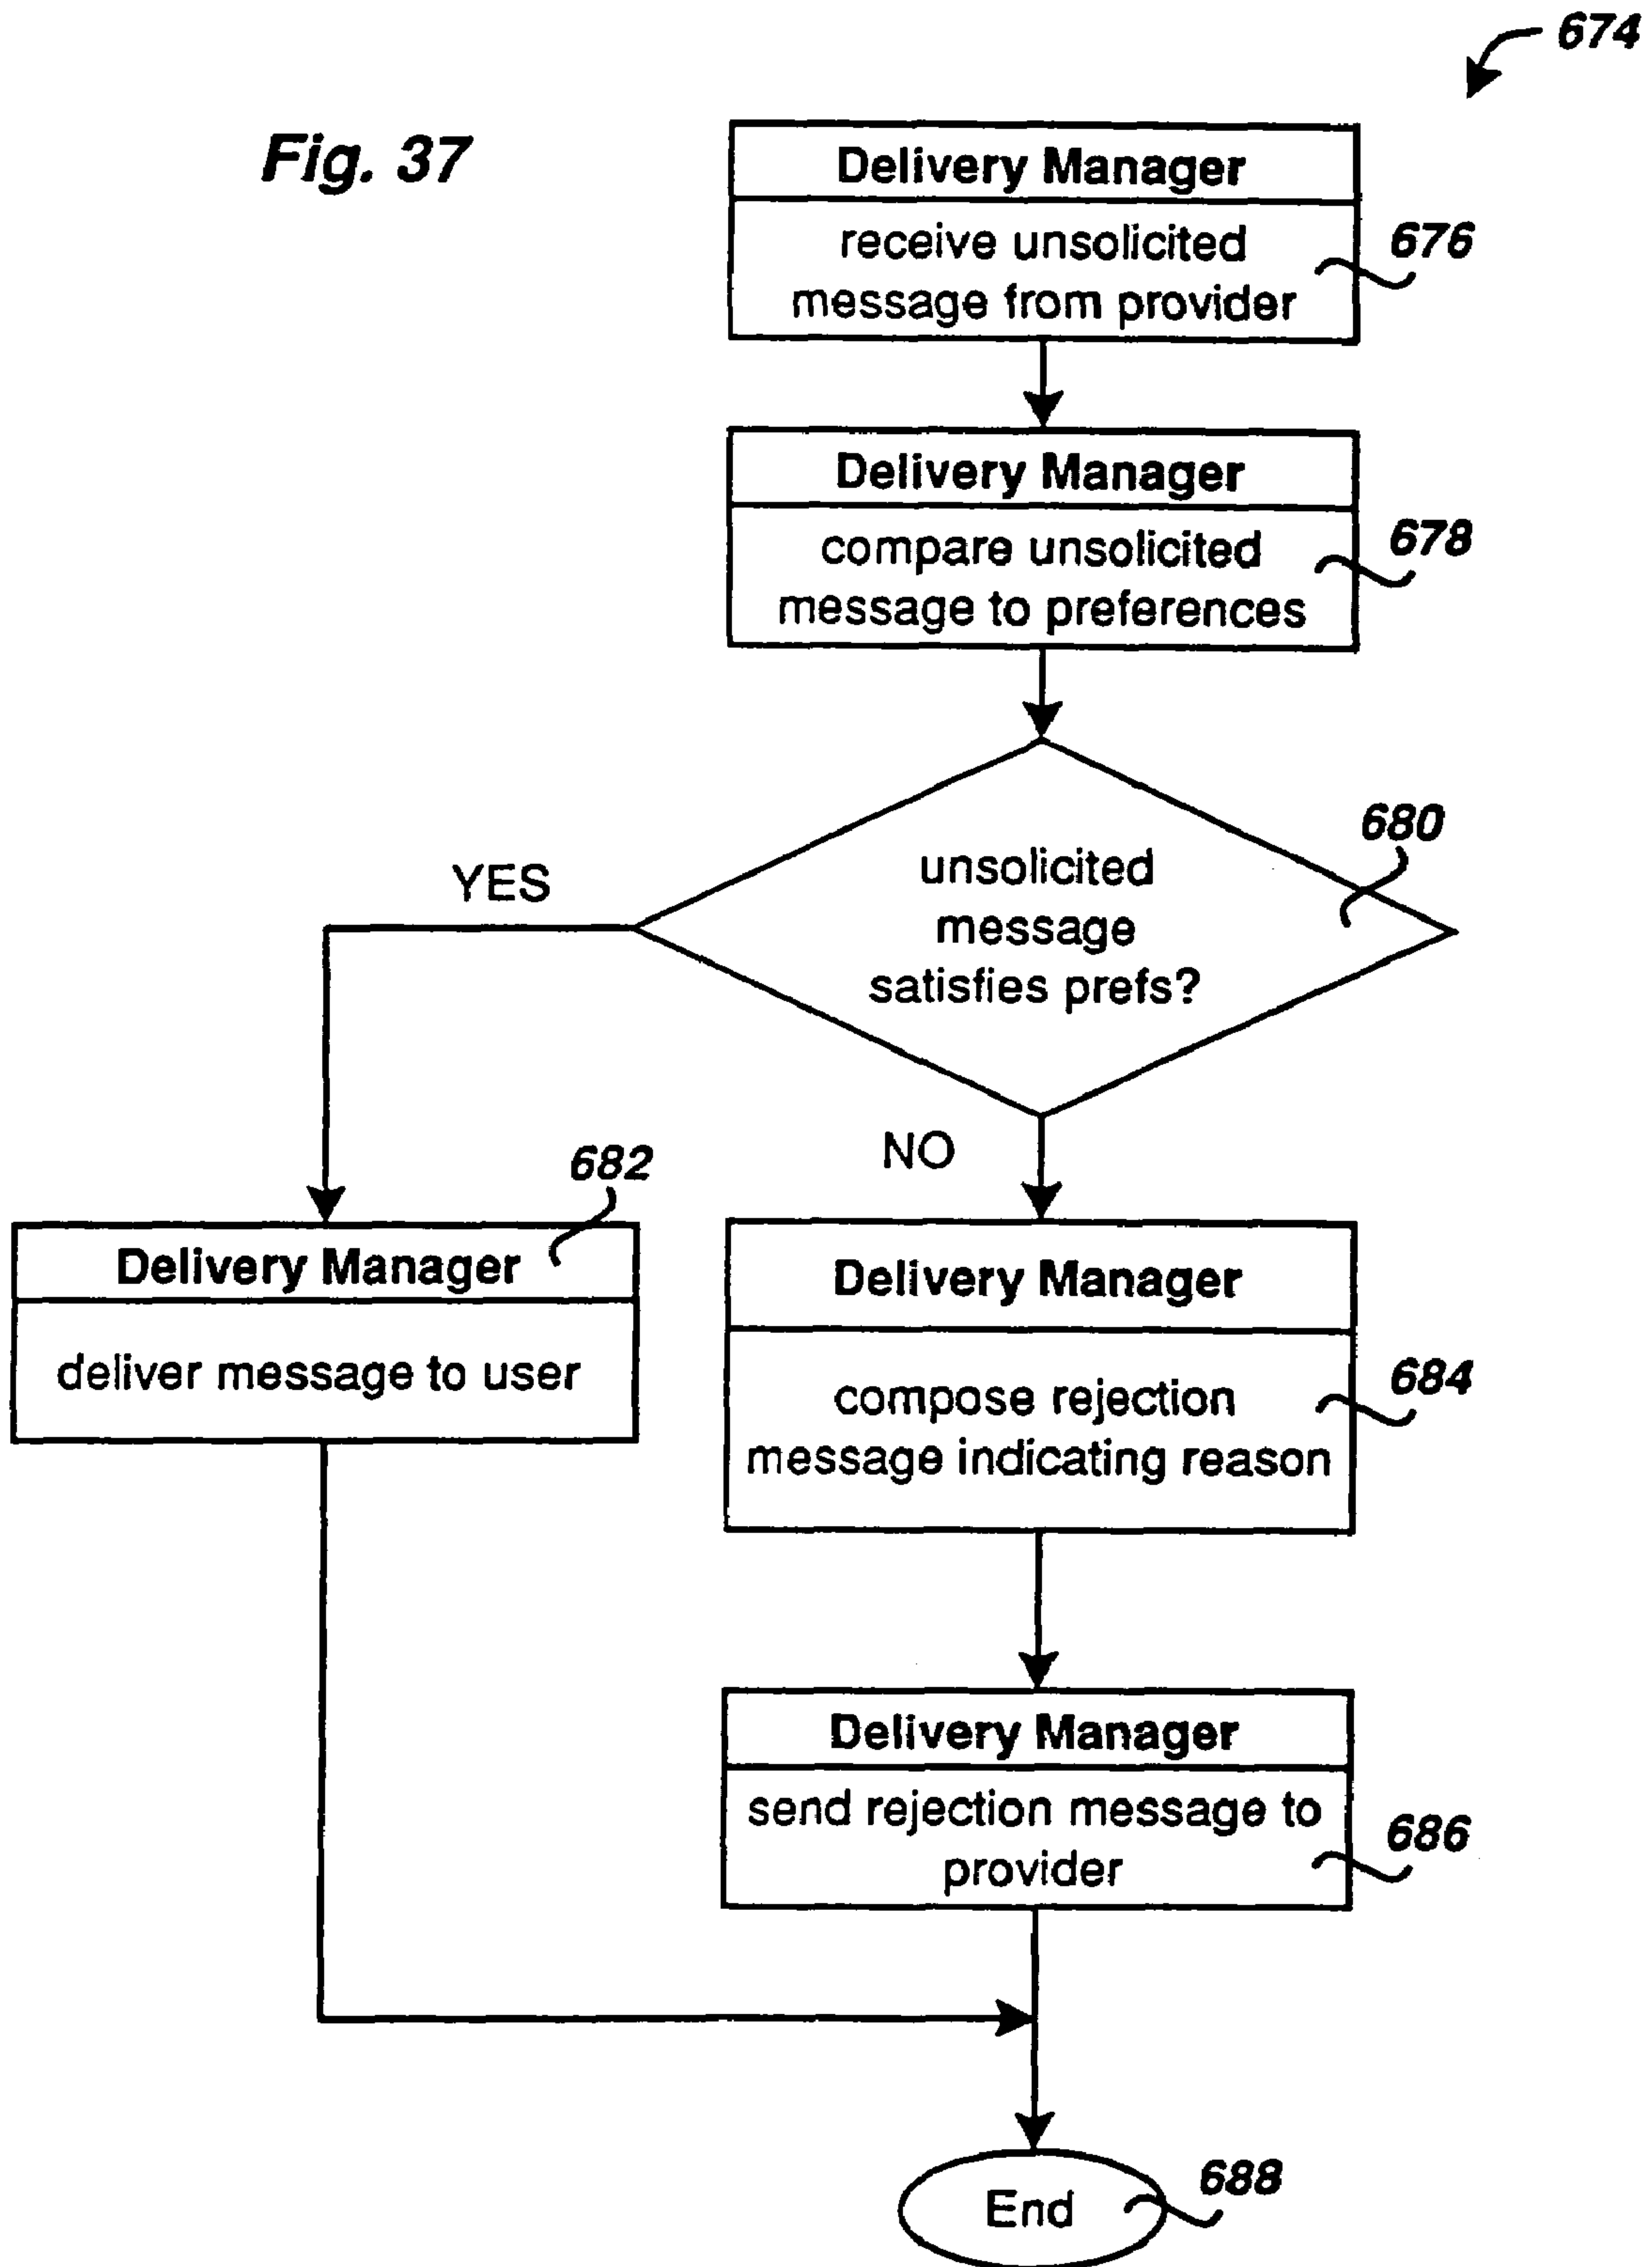 674
Fig. 37
Delivery Manager
receive unsolicited
message from provider
676
Delivery Manager
compare unsolicited
message to preferences
678
680
unsolicited
message
satisfies prefs?
YES
NO
682
Delivery Manager
deliver message to user
Delivery Manager
compose rejection
message indicating reason
684
Delivery Manager
send rejection message to
provider
686
End
688